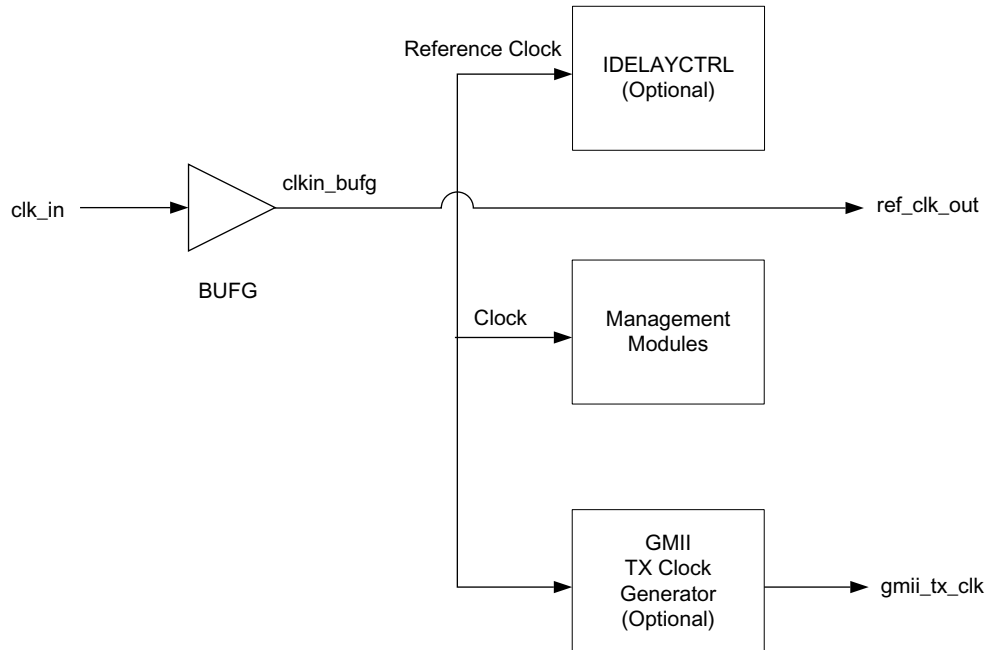 Reference Clock
IDELAYCTRL
(Optional)
clk_in
clkin_bufg
ref_clk_out
BUFG
Clock
Management
Modules
GMII
TX Clock
Generator
(Optional)
gmii_tx_clk